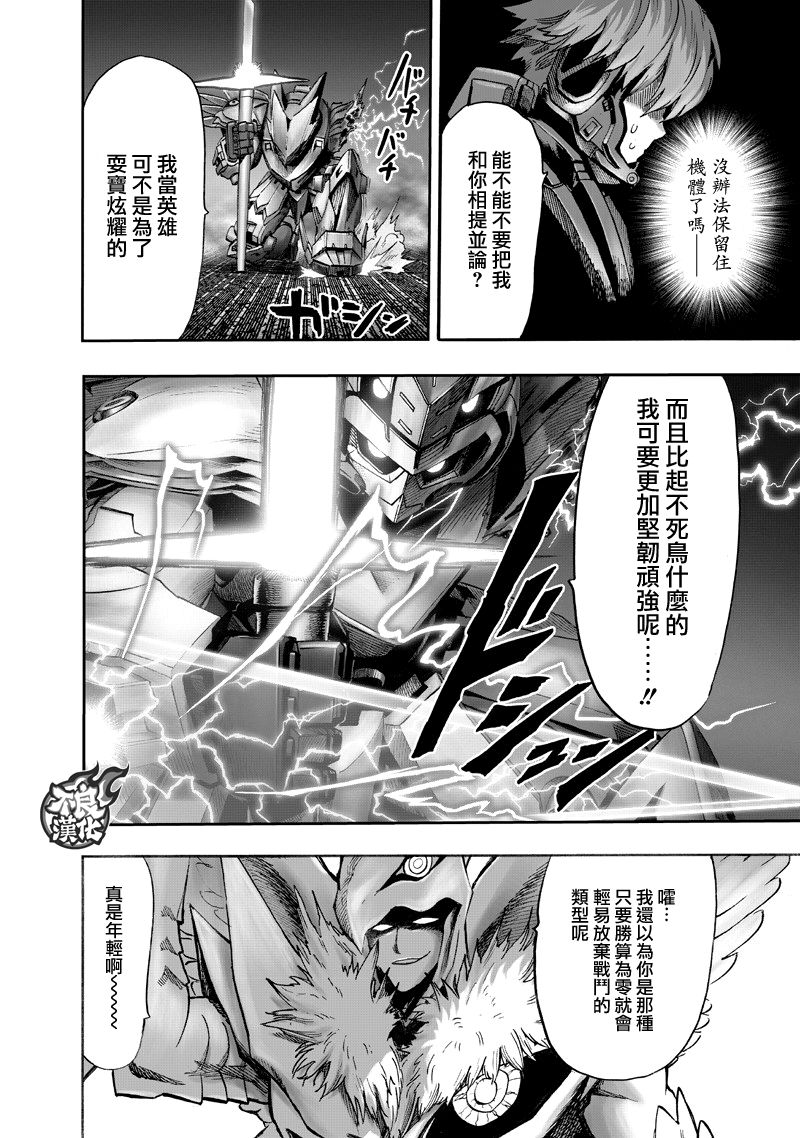 沒辦法保留住
機體了嗎——
能不能不要把我
和你相提並論？
バチ
バチ
我當英雄
可不是為了
耍寶炫耀的
ガシィン
而且比起不死鳥什麼的
我可要更加堅韌頑強呢……!!
嚯…
我還以為你是那種
只要勝算為零就會
輕易放棄戰鬥的
類型呢
真是年輕啊~~~~
大狼
漢化